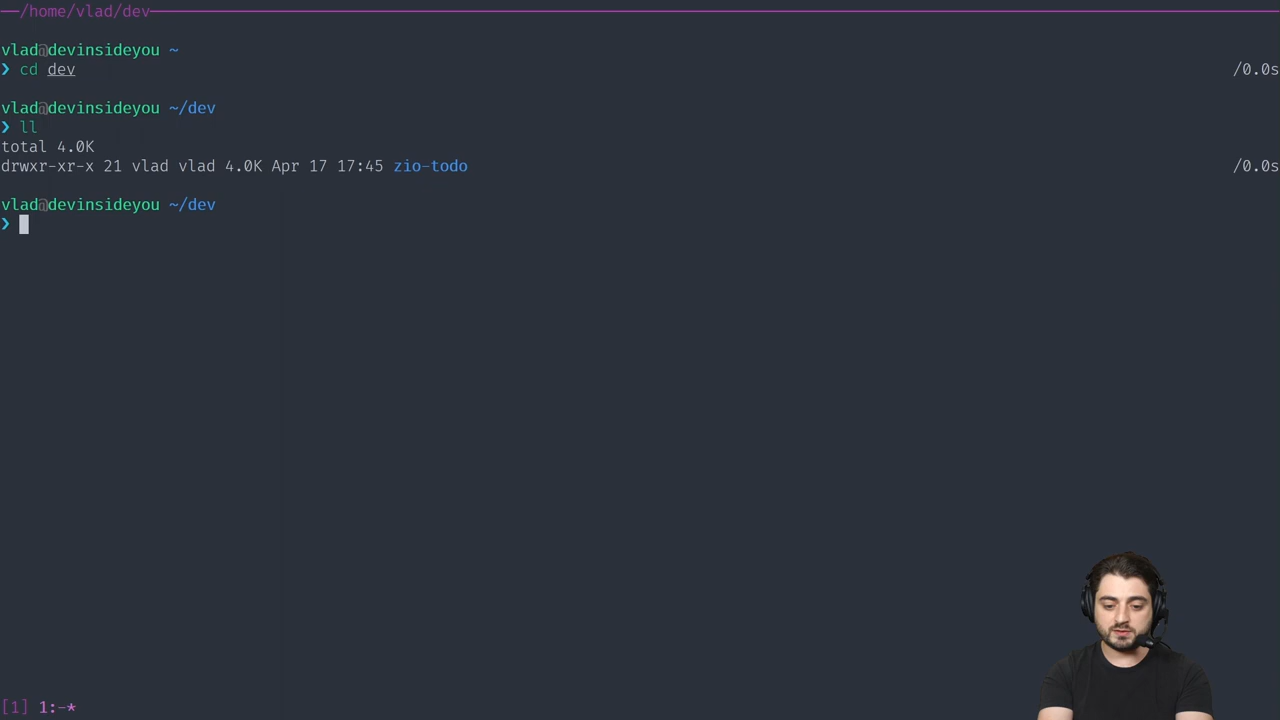 /home/vlad/dev
vlad@devinsideyou ~
❯ cd dev /0.0s
vlad@devinsideyou ~/dev
❯ ll
total 4.0K
drwxr-xr-x 21 vlad vlad 4.0K Apr 17 17:45 zio-todo /0.0s
vlad@devinsideyou ~/dev
❯
[1] 1:-*